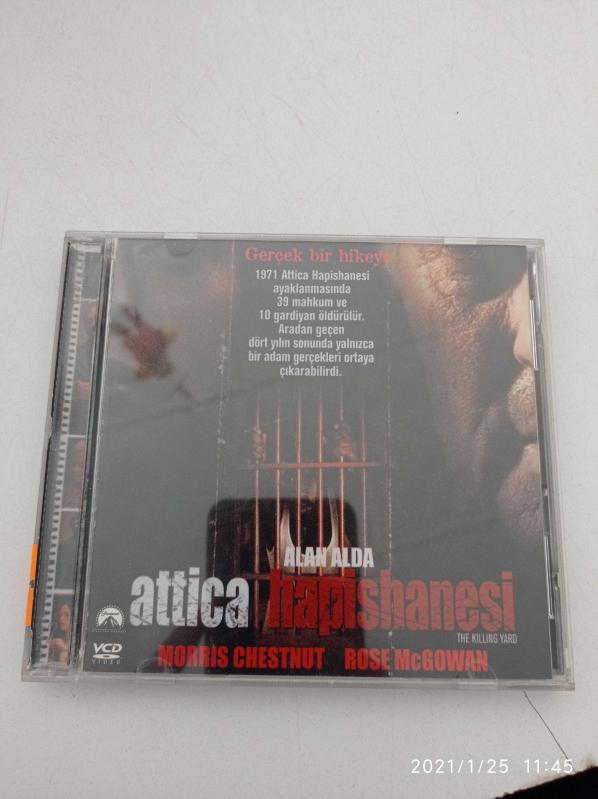 Gerçek bir hikeye
1971 Attica Hapishanesi
ayaklanmasında
39 mahkum ve
10 gardiyan öldürülür.
Aradan geçen
dört yılın sonunda yalnızca
bir adam gerçekleri ortaya
çıkarabilirdi.
ALAN ALDA
attica hapishanesi
THE KILLING YARD
VCD
VIDEO
MORRIS CHESTNUT ROSE McGOWAN
2021/1/25 11:45